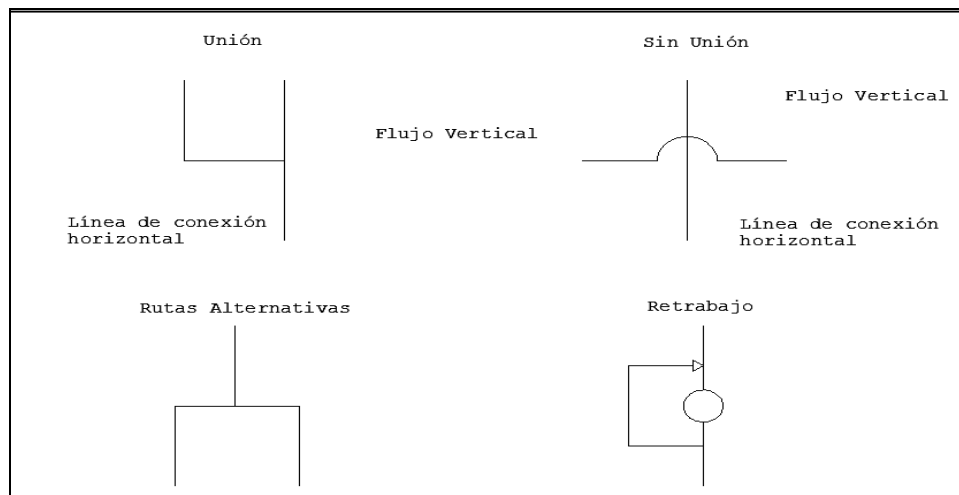 Unión
Sin Unión
Flujo Vertical
Flujo Vertical
Línea de conexión
horizontal
Línea de conexión
horizontal
Rutas Alternativas
Retrabajo